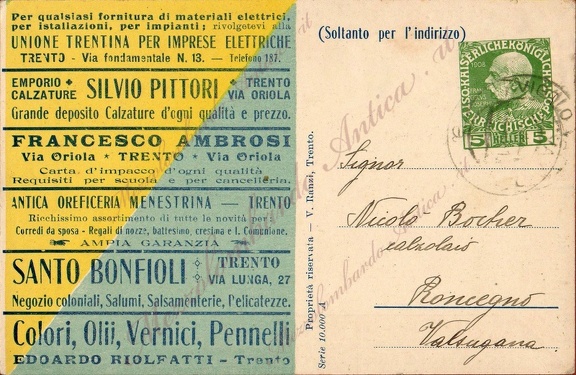 Per qualsiasi fornitura di materiali elettrici,
per istallazioni, per impianti; rivolgetevi alla
UNIONE TRENTINA PER IMPRESE ELETTRICHE
TRENTO - Via fondamentale N. 13. — Telefono 187.
EMPORIO CALZATURE ♦ SILVIO PITTORI ♦ TRENTO VIA ORIOLA
Grande deposito Calzature d'ogni qualità e prezzo.
FRANCESCO AMBROSI
Via Oriola • TRENTO • Via Oriola
Carta d'impacco d'ogni qualità
Requisiti per scuola e per cancelleria.
ANTICA OREFICERIA MENESTRINA — TRENTO
Ricchissimo assortimento di tutte le novità per:
Corredi da sposa - Regali di nozze, battesimo, cresima e I. Comunione.
AMPIA GARANZIA
SANTO BONFIOLI TRENTO VIA LUNGA, 27
Negozio coloniali, Salumi, Salsamenterie, Delicatezze.
Colori, Olii, Vernici, Pennelli
EDOARDO RIOLFATTI - Trento
Proprietà riservata — V. Ranzi, Trento.
Serie 10.000 A
(Soltanto per l'indirizzo)
1908
5 HELLER 5
Signor
Nicolò Bocher
calzolaio
Roncegno
Valsugana